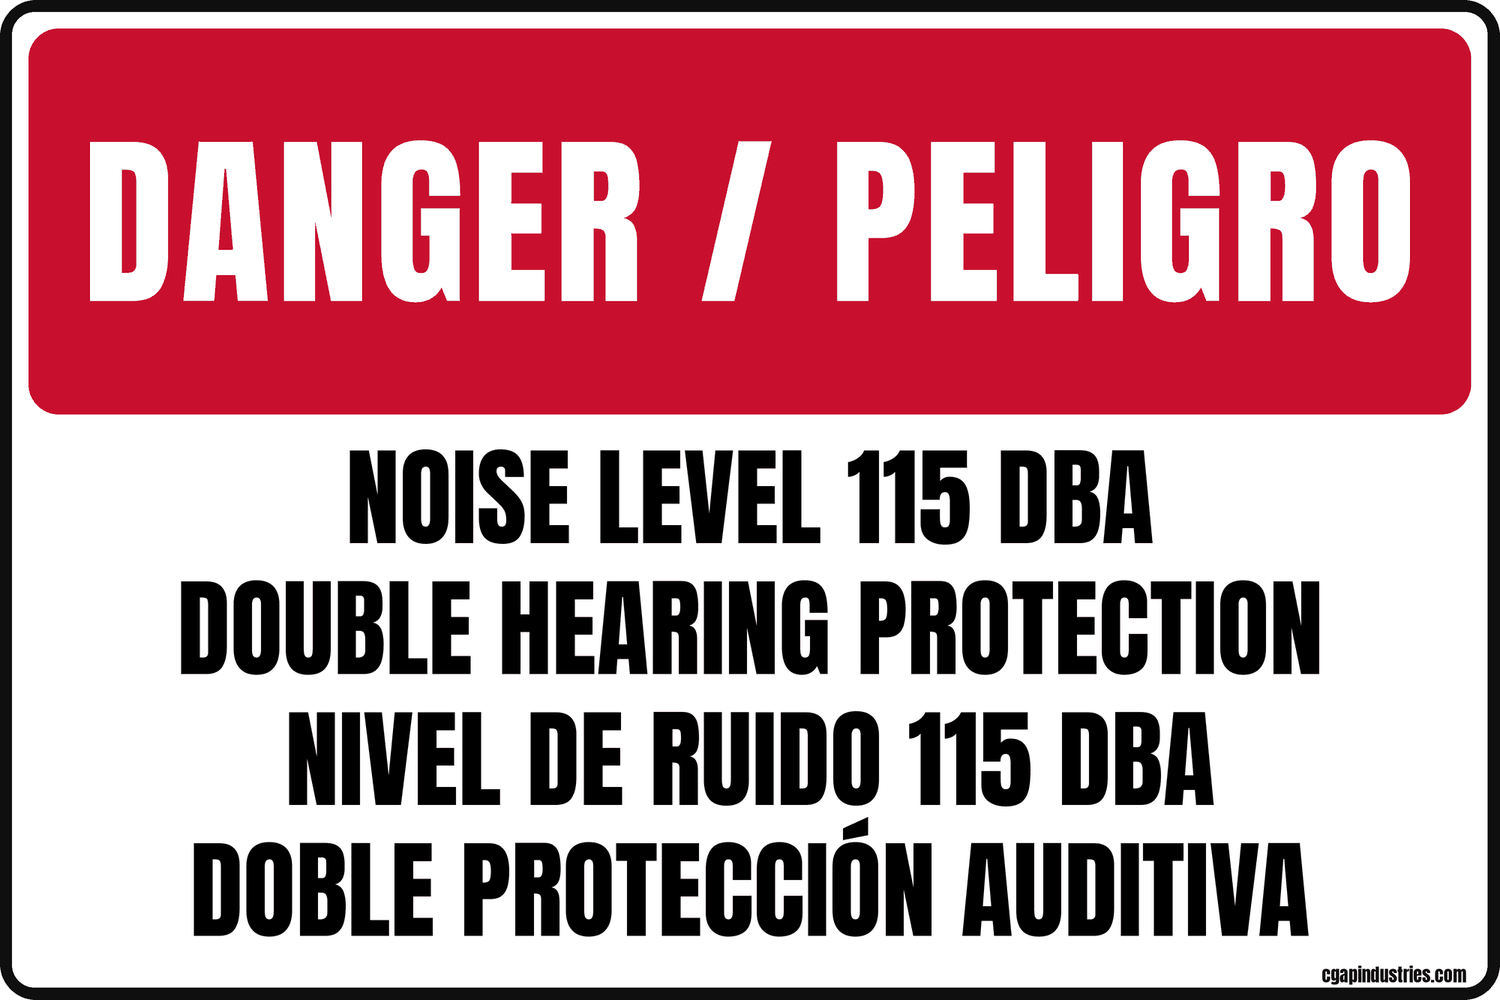 DANGER / PELIGRO
NOISE LEVEL 115 DBA
DOUBLE HEARING PROTECTION
NIVEL DE RUIDO 115 DBA
DOBLE PROTECCIÓN AUDITIVA
cgapindustries.com